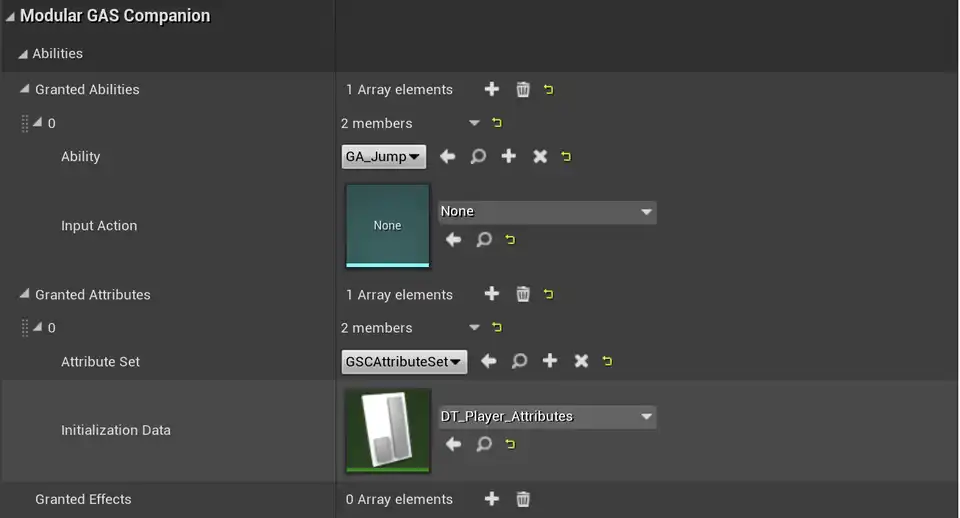 Modular GAS Companion
Abilities
Granted Abilities 1 Array elements
0 2 members
Ability GA_Jump
Input Action None None
Granted Attributes 1 Array elements
0 2 members
Attribute Set GSCAttributeSet
Initialization Data DT_Player_Attributes
Granted Effects 0 Array elements